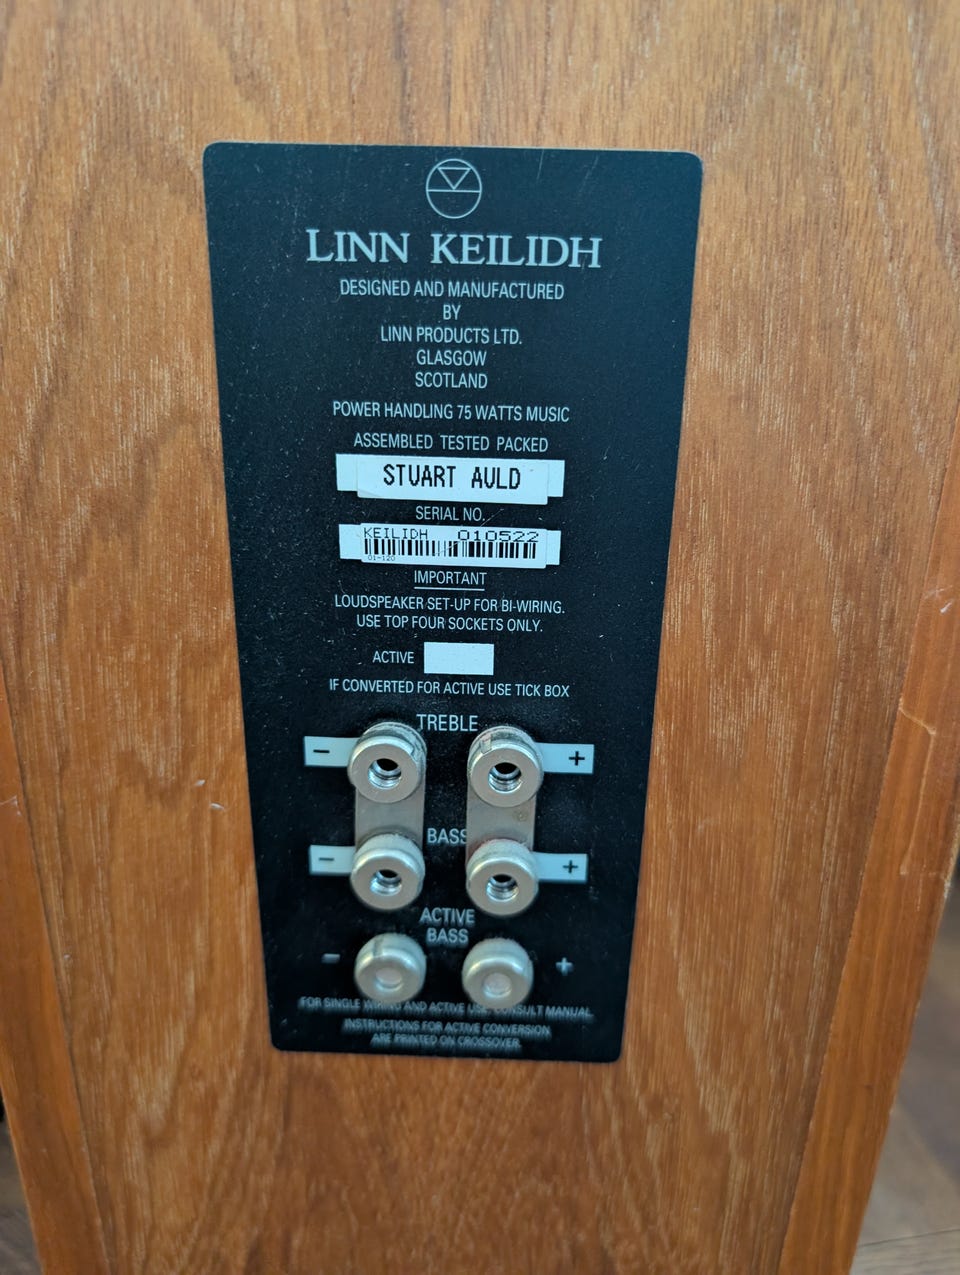 LINN KEILIDH
DESIGNED AND MANUFACTURED
BY
LINN PRODUCTS LTD.
GLASGOW
SCOTLAND
POWER HANDLING 75 WATTS MUSIC
ASSEMBLED TESTED PACKED
STUART AULD
SERIAL NO.
KEILIDH 010522
01-120
IMPORTANT
LOUDSPEAKER SET-UP FOR BI-WIRING.
USE TOP FOUR SOCKETS ONLY.
ACTIVE
IF CONVERTED FOR ACTIVE USE TICK BOX
TREBLE
- +
BASS
- +
ACTIVE
BASS
- +
FOR SINGLE WIRING AND ACTIVE USE, CONSULT MANUAL.
INSTRUCTIONS FOR ACTIVE CONVERSION
ARE PRINTED ON CROSSOVER.